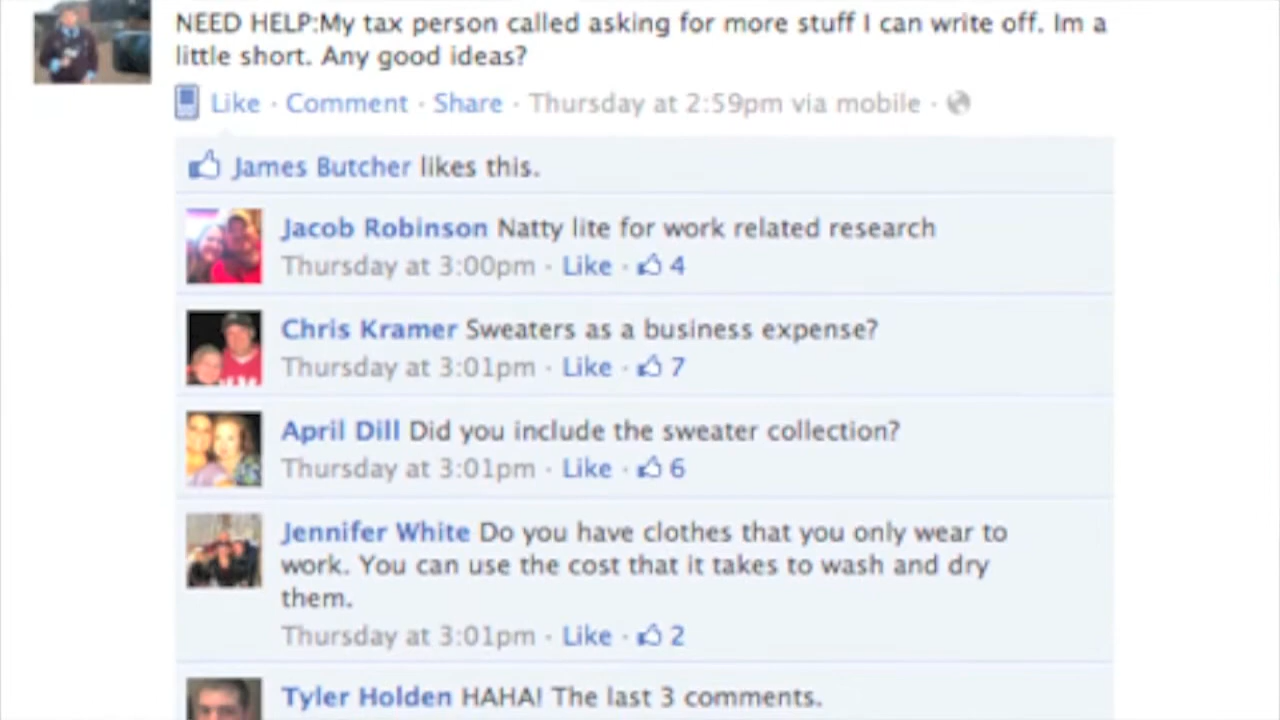 NEED HELP:My tax person called asking for more stuff I can write off. Im a
little short. Any good ideas?
Like · Comment · Share · Thursday at 2:59pm via mobile ·
James Butcher likes this.
Jacob Robinson Natty lite for work related research
Thursday at 3:00pm · Like · 4
Chris Kramer Sweaters as a business expense?
Thursday at 3:01pm · Like · 7
April Dill Did you include the sweater collection?
Thursday at 3:01pm · Like · 6
Jennifer White Do you have clothes that you only wear to
work. You can use the cost that it takes to wash and dry
them.
Thursday at 3:01pm · Like · 2
Tyler Holden HAHA! The last 3 comments.